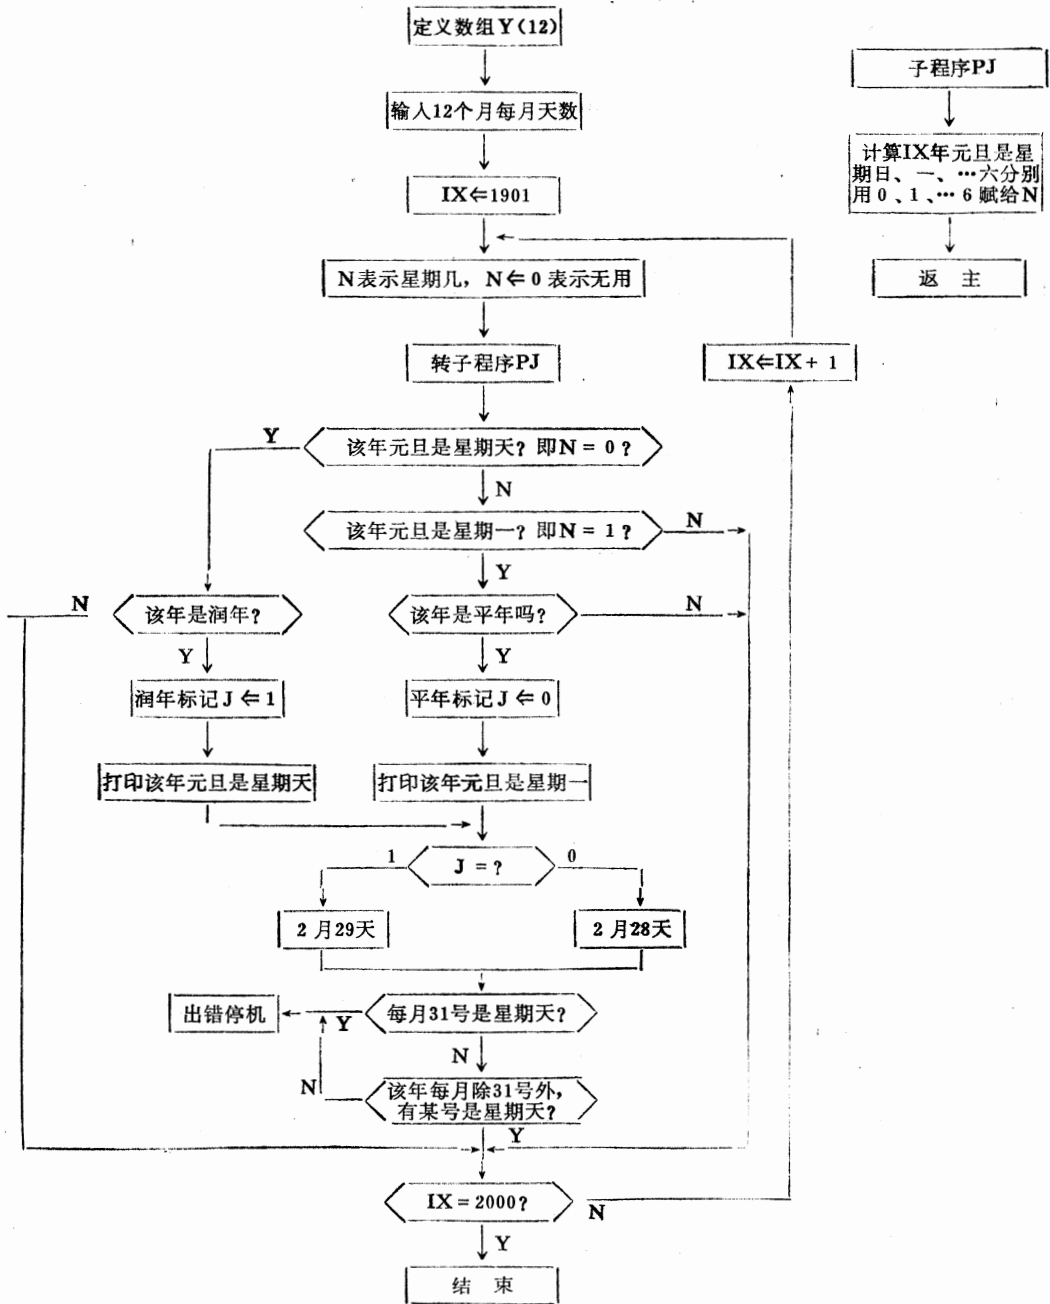 定义数组Y(12)
输入12个月每月天数
IX⇐1901
N表示星期几，N⇐0表示无用
转子程序PJ
该年元旦是星期天？即N=0？
Y
N
该年元旦是星期一？即N=1？
N
Y
该年是润年？
N
Y
该年是平年吗？
N
Y
润年标记J⇐1
平年标记J⇐0
打印该年元旦是星期天
打印该年元旦是星期一
J=？
1
0
2月29天
2月28天
每月31号是星期天？
Y
N
出错停机
该年每月除31号外，
有某号是星期天？
N
Y
IX=2000？
N
Y
结 束
IX⇐IX+1
子程序PJ
计算IX年元旦是星
期日、一、…六分别
用0、1、…6赋给N
返 主